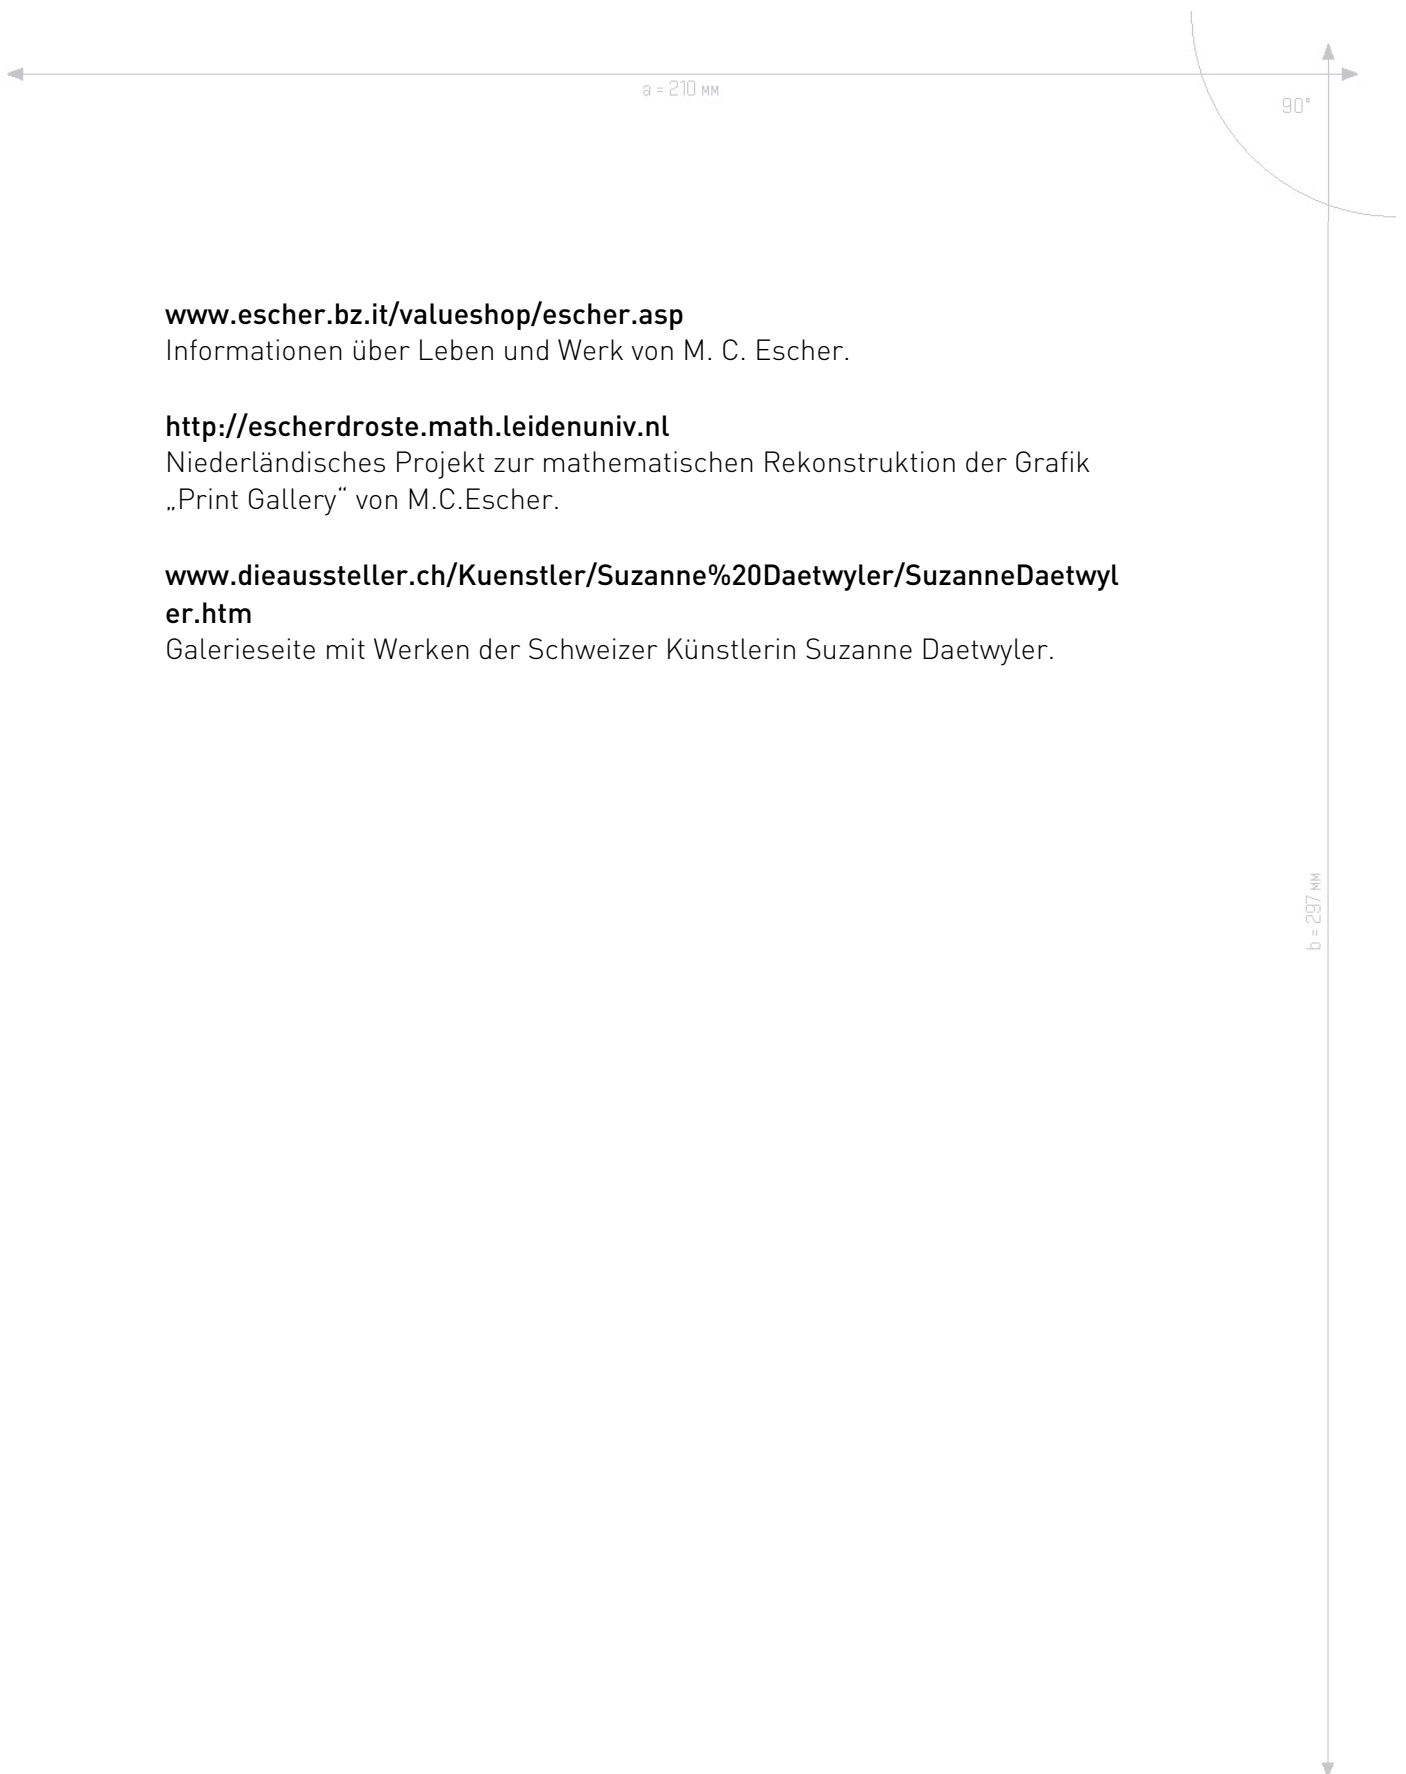 a = 210 MM
90°
www.escher.bz.it/valueshop/escher.asp
Informationen über Leben und Werk von M. C. Escher.
http://escherdroste.math.leidenuniv.nl
Niederländisches Projekt zur mathematischen Rekonstruktion der Grafik
„Print Gallery“ von M.C.Escher.
www.dieaussteller.ch/Kuenstler/Suzanne%20Daetwyler/SuzanneDaetwyl
er.htm
Galerieseite mit Werken der Schweizer Künstlerin Suzanne Daetwyler.
b = 297 MM